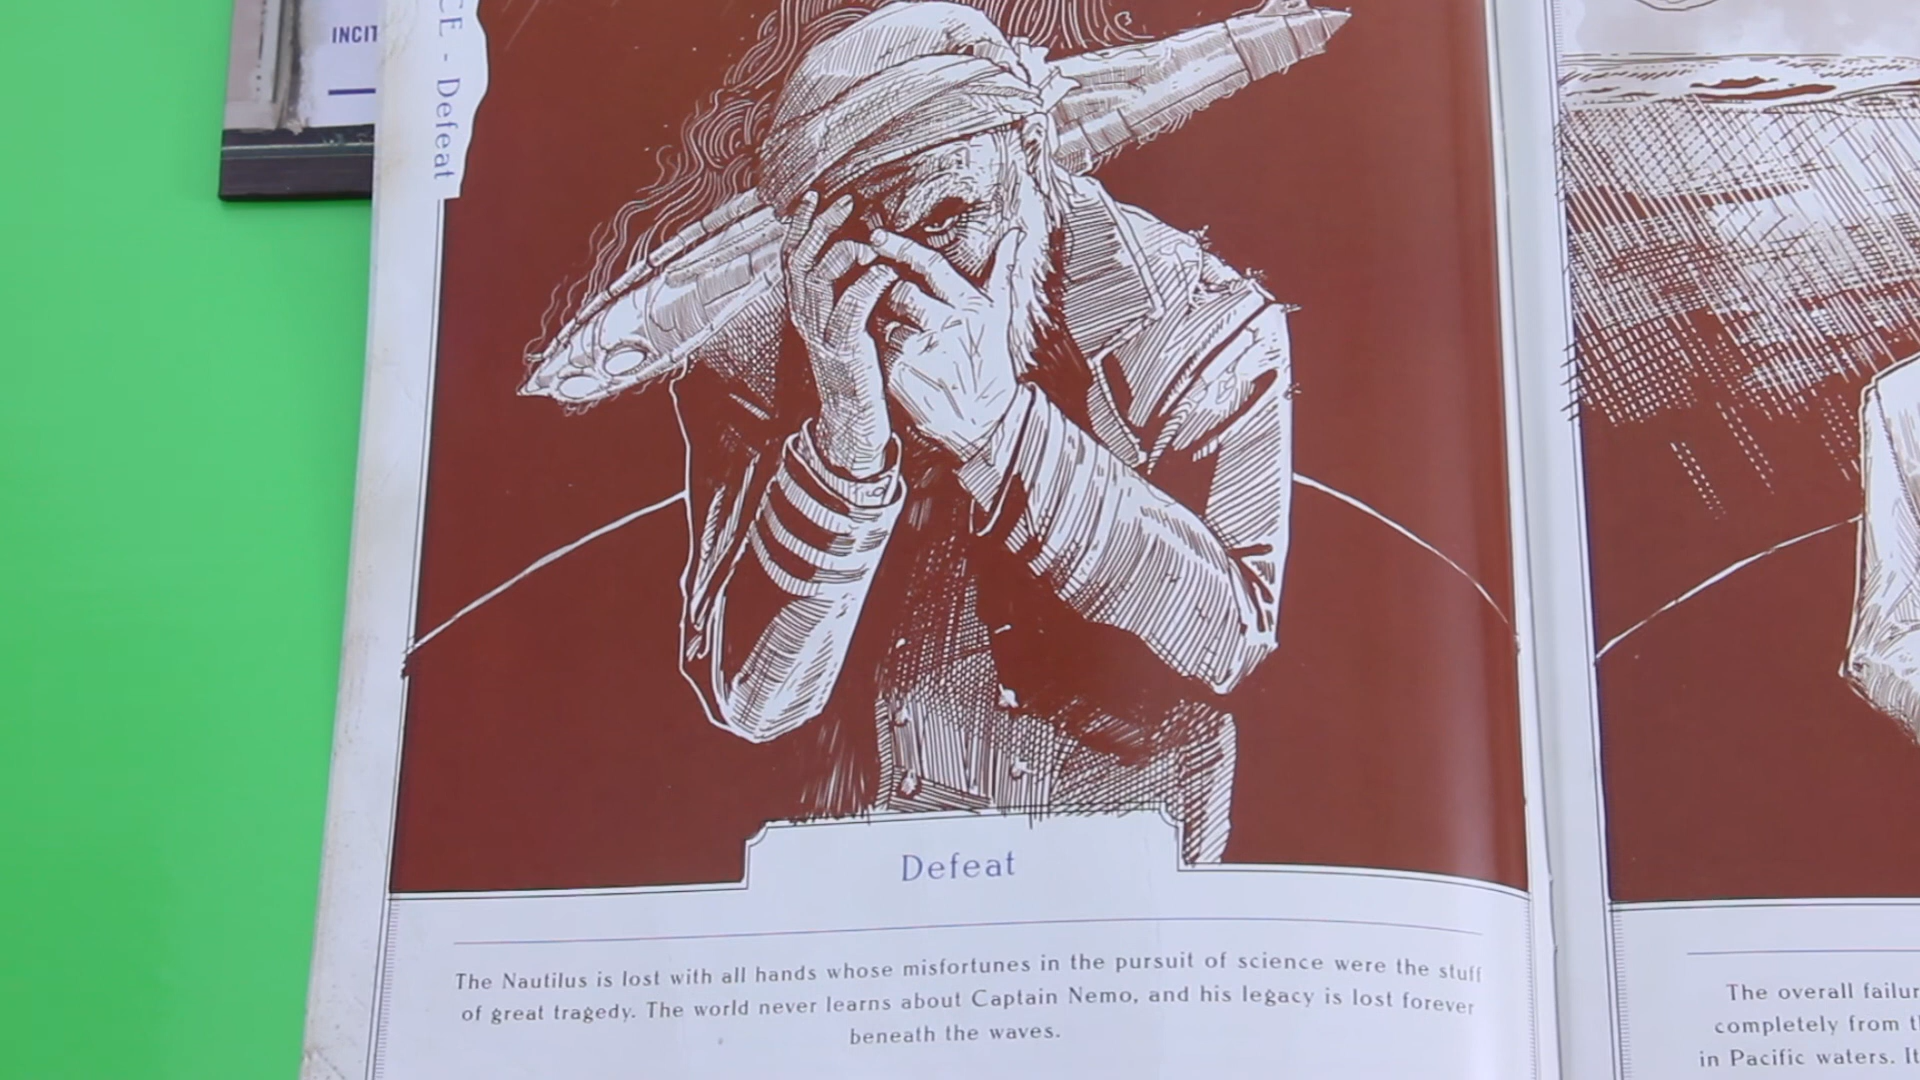 INCIT
CE - Defeat
Defeat
The Nautilus is lost with all hands whose misfortunes in the pursuit of science were the stuff
of great tragedy. The world never learns about Captain Nemo, and his legacy is lost forever
beneath the waves.
The overall failur
completely from t
in Pacific waters. It